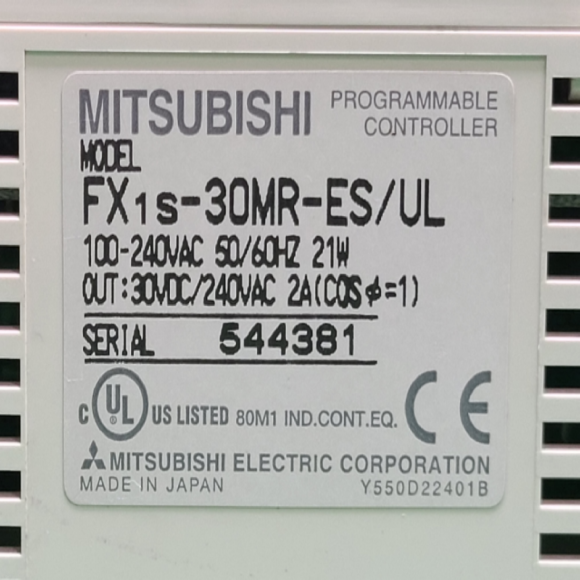 MITSUBISHI PROGRAMMABLE CONTROLLER
MODEL
FX1s-30MR-ES/UL
100-240VAC 50/60HZ 21W
OUT:30VDC/240VAC 2A(COSφ=1)
SERIAL 544381
C UL US LISTED 80M1 IND.CONT.EQ. CE
MITSUBISHI ELECTRIC CORPORATION
MADE IN JAPAN Y550D22401B